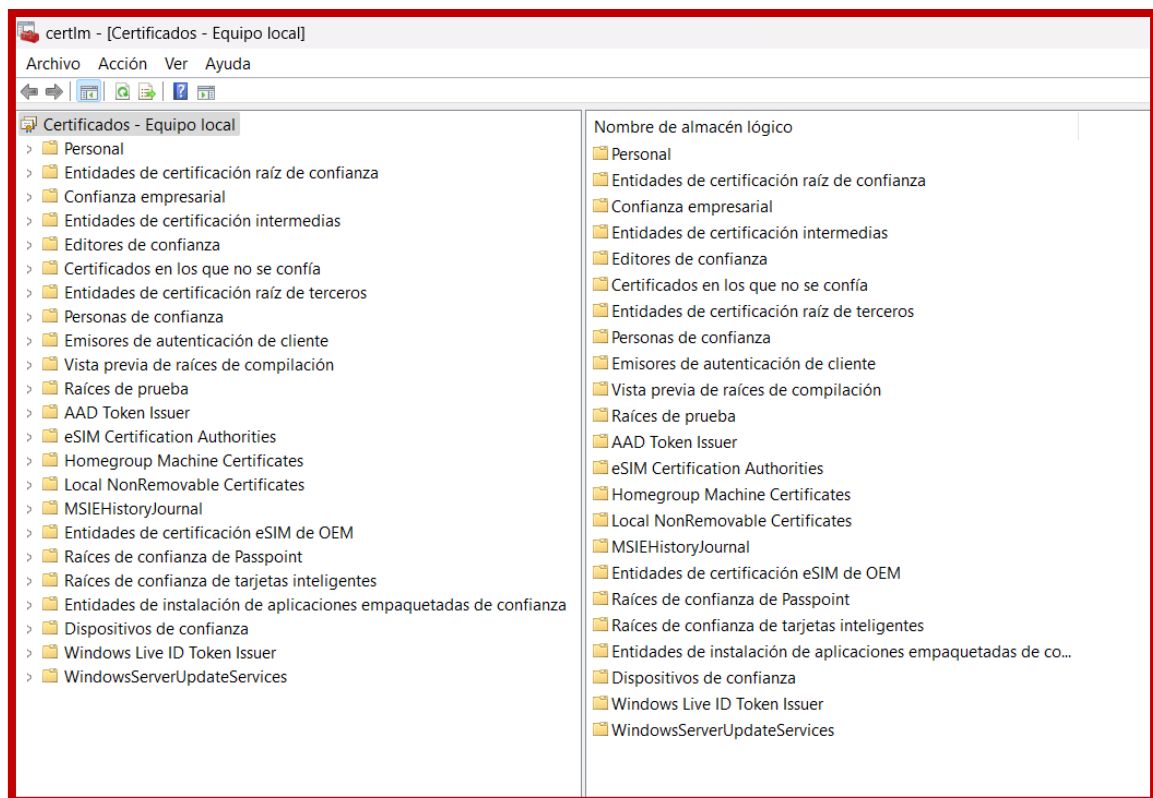 certlm - [Certificados - Equipo local]
Archivo Acción Ver Ayuda
Certificados - Equipo local
Personal
Entidades de certificación raíz de confianza
Confianza empresarial
Entidades de certificación intermedias
Editores de confianza
Certificados en los que no se confía
Entidades de certificación raíz de terceros
Personas de confianza
Emisores de autenticación de cliente
Vista previa de raíces de compilación
Raíces de prueba
AAD Token Issuer
eSIM Certification Authorities
Homegroup Machine Certificates
Local NonRemovable Certificates
MSIEHistoryJournal
Entidades de certificación eSIM de OEM
Raíces de confianza de Passpoint
Raíces de confianza de tarjetas inteligentes
Entidades de instalación de aplicaciones empaquetadas de confianza
Dispositivos de confianza
Windows Live ID Token Issuer
WindowsServerUpdateServices
Nombre de almacén lógico
Personal
Entidades de certificación raíz de confianza
Confianza empresarial
Entidades de certificación intermedias
Editores de confianza
Certificados en los que no se confía
Entidades de certificación raíz de terceros
Personas de confianza
Emisores de autenticación de cliente
Vista previa de raíces de compilación
Raíces de prueba
AAD Token Issuer
eSIM Certification Authorities
Homegroup Machine Certificates
Local NonRemovable Certificates
MSIEHistoryJournal
Entidades de certificación eSIM de OEM
Raíces de confianza de Passpoint
Raíces de confianza de tarjetas inteligentes
Entidades de instalación de aplicaciones empaquetadas de co...
Dispositivos de confianza
Windows Live ID Token Issuer
WindowsServerUpdateServices